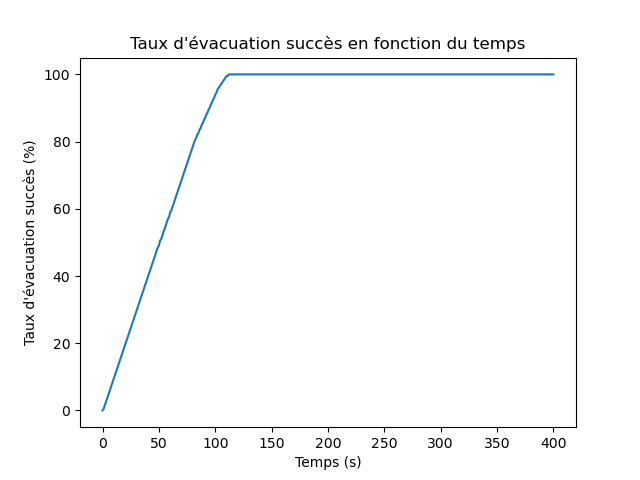 Taux d'évacuation succès en fonction du temps
100
80
60
40
20
0
Taux d'évacuation succès (%)
0 50 100 150 200 250 300 350 400
Temps (s)